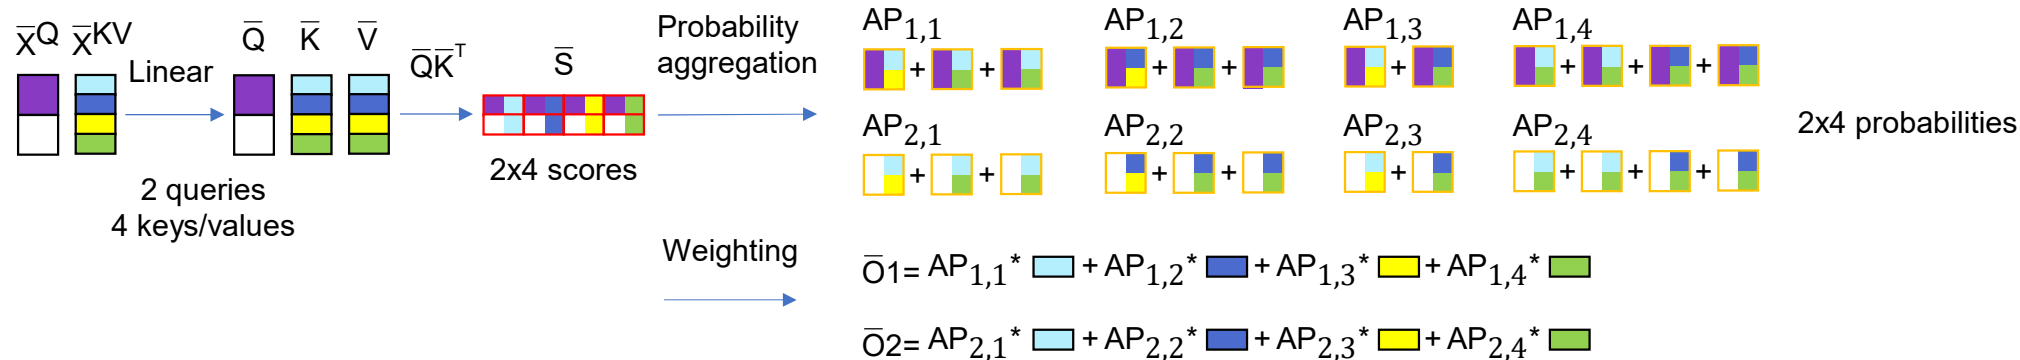 X̅Q X̅KV
Linear
2 queries
4 keys/values
Q̅ K̅ V̅
Q̅K̅T
S̅
2x4 scores
Probability
aggregation
AP1,1 AP1,2 AP1,3 AP1,4
+ + + + + + + +
AP2,1 AP2,2 AP2,3 AP2,4
+ + + + + + + +
2x4 probabilities
Weighting
O̅1= AP1,1* + AP1,2* + AP1,3* + AP1,4*
O̅2= AP2,1* + AP2,2* + AP2,3* + AP2,4*